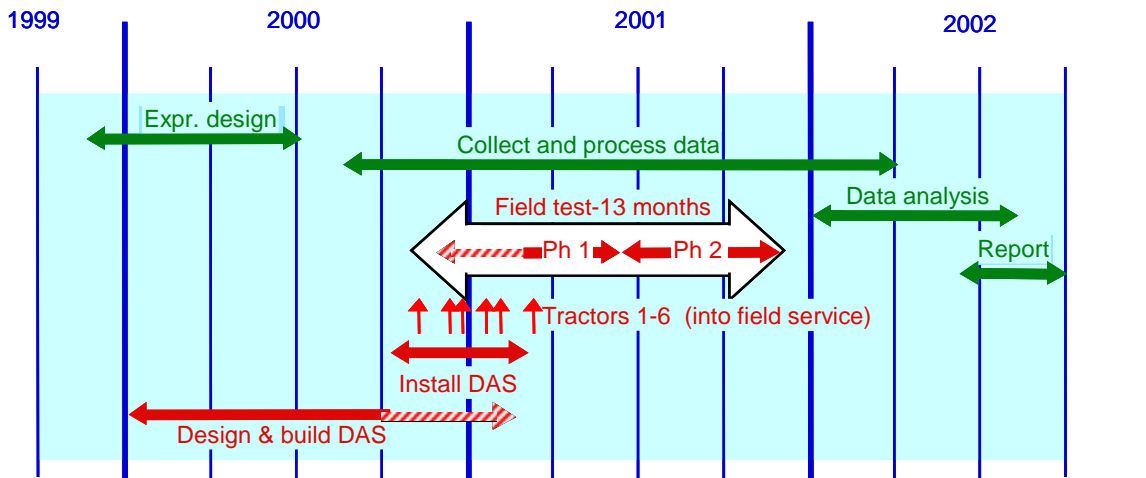 1999 2000 2001 2002
Expr. design
Collect and process data
Data analysis
Field test-13 months
Ph 1 Ph 2
Report
Tractors 1-6 (into field service)
Install DAS
Design & build DAS